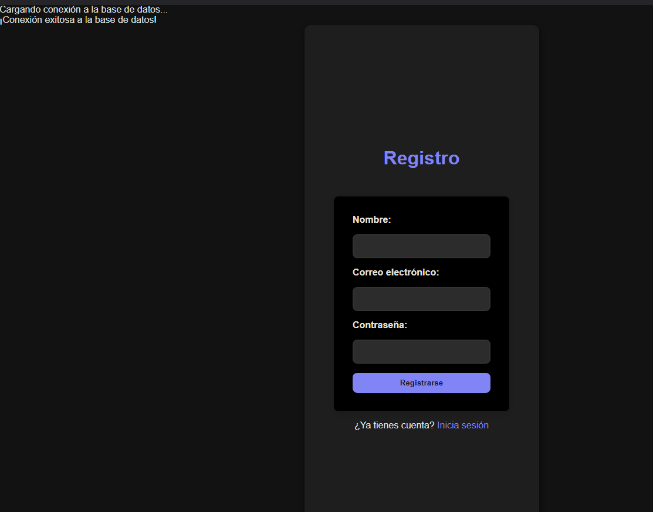 Cargando conexión a la base de datos...
¡Conexión exitosa a la base de datos!
Registro
Nombre:
Correo electrónico:
Contraseña:
Registrarse
¿Ya tienes cuenta? Inicia sesión